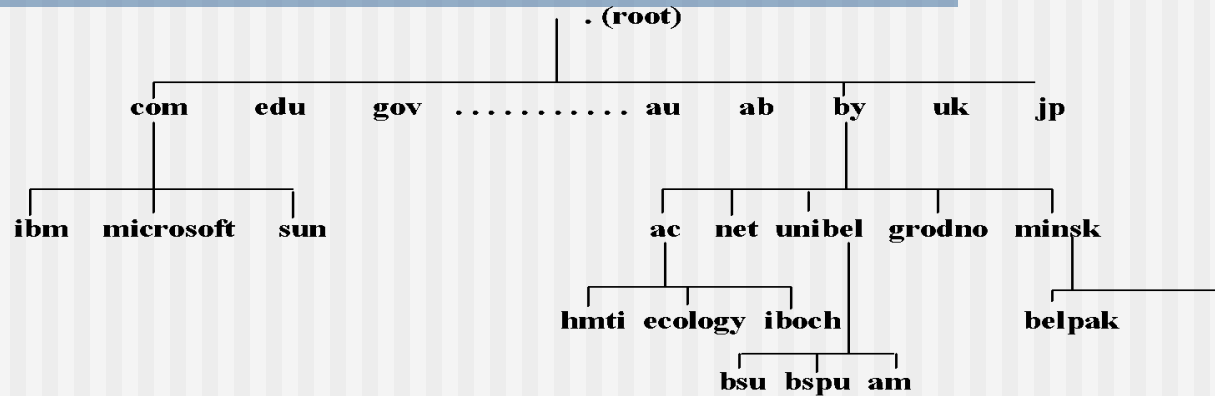 . (root)
com edu gov . . . . . . . . . . . au ab by uk jp
ibm microsoft sun ac net unibel grodno minsk
hmti ecology iboch belpak
bsu bspu am